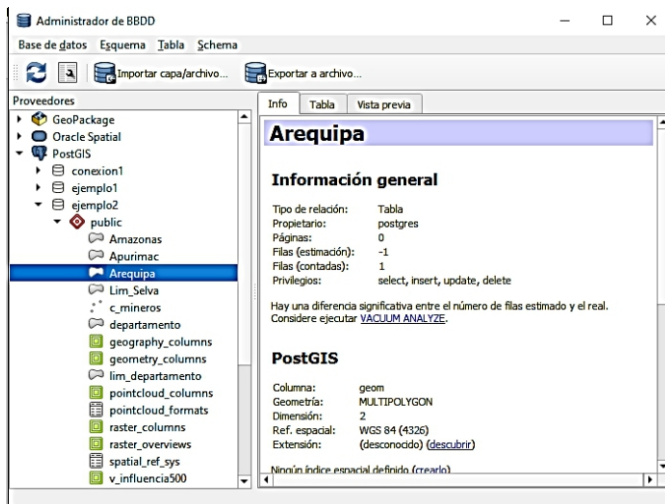 Administrador de BBDD
Base de datos Esquema Tabla Schema
Importar capa/archivo... Exportar a archivo...
Proveedores
GeoPackage
Oracle Spatial
PostGIS
conexion1
ejemplo1
ejemplo2
public
Amazonas
Apurimac
Arequipa
Lim_Selva
c_mineros
departamento
geography_columns
geometry_columns
lim_departamento
pointcloud_columns
pointcloud_formats
raster_columns
raster_overviews
spatial_ref_sys
v_influencia500
Info Tabla Vista previa
Arequipa
Información general
Tipo de relación: Tabla
Propietario: postgres
Páginas: 0
Filas (estimación): -1
Filas (contadas): 1
Privilegios: select, insert, update, delete
Hay una diferencia significativa entre el número de filas estimado y el real.
Considere ejecutar VACUUM ANALYZE.
PostGIS
Columna: geom
Geometría: MULTIPOLYGON
Dimensión: 2
Ref. espacial: WGS 84 (4326)
Extensión: (desconocido) (descubrir)
Ningún índice espacial definido (crearlo)